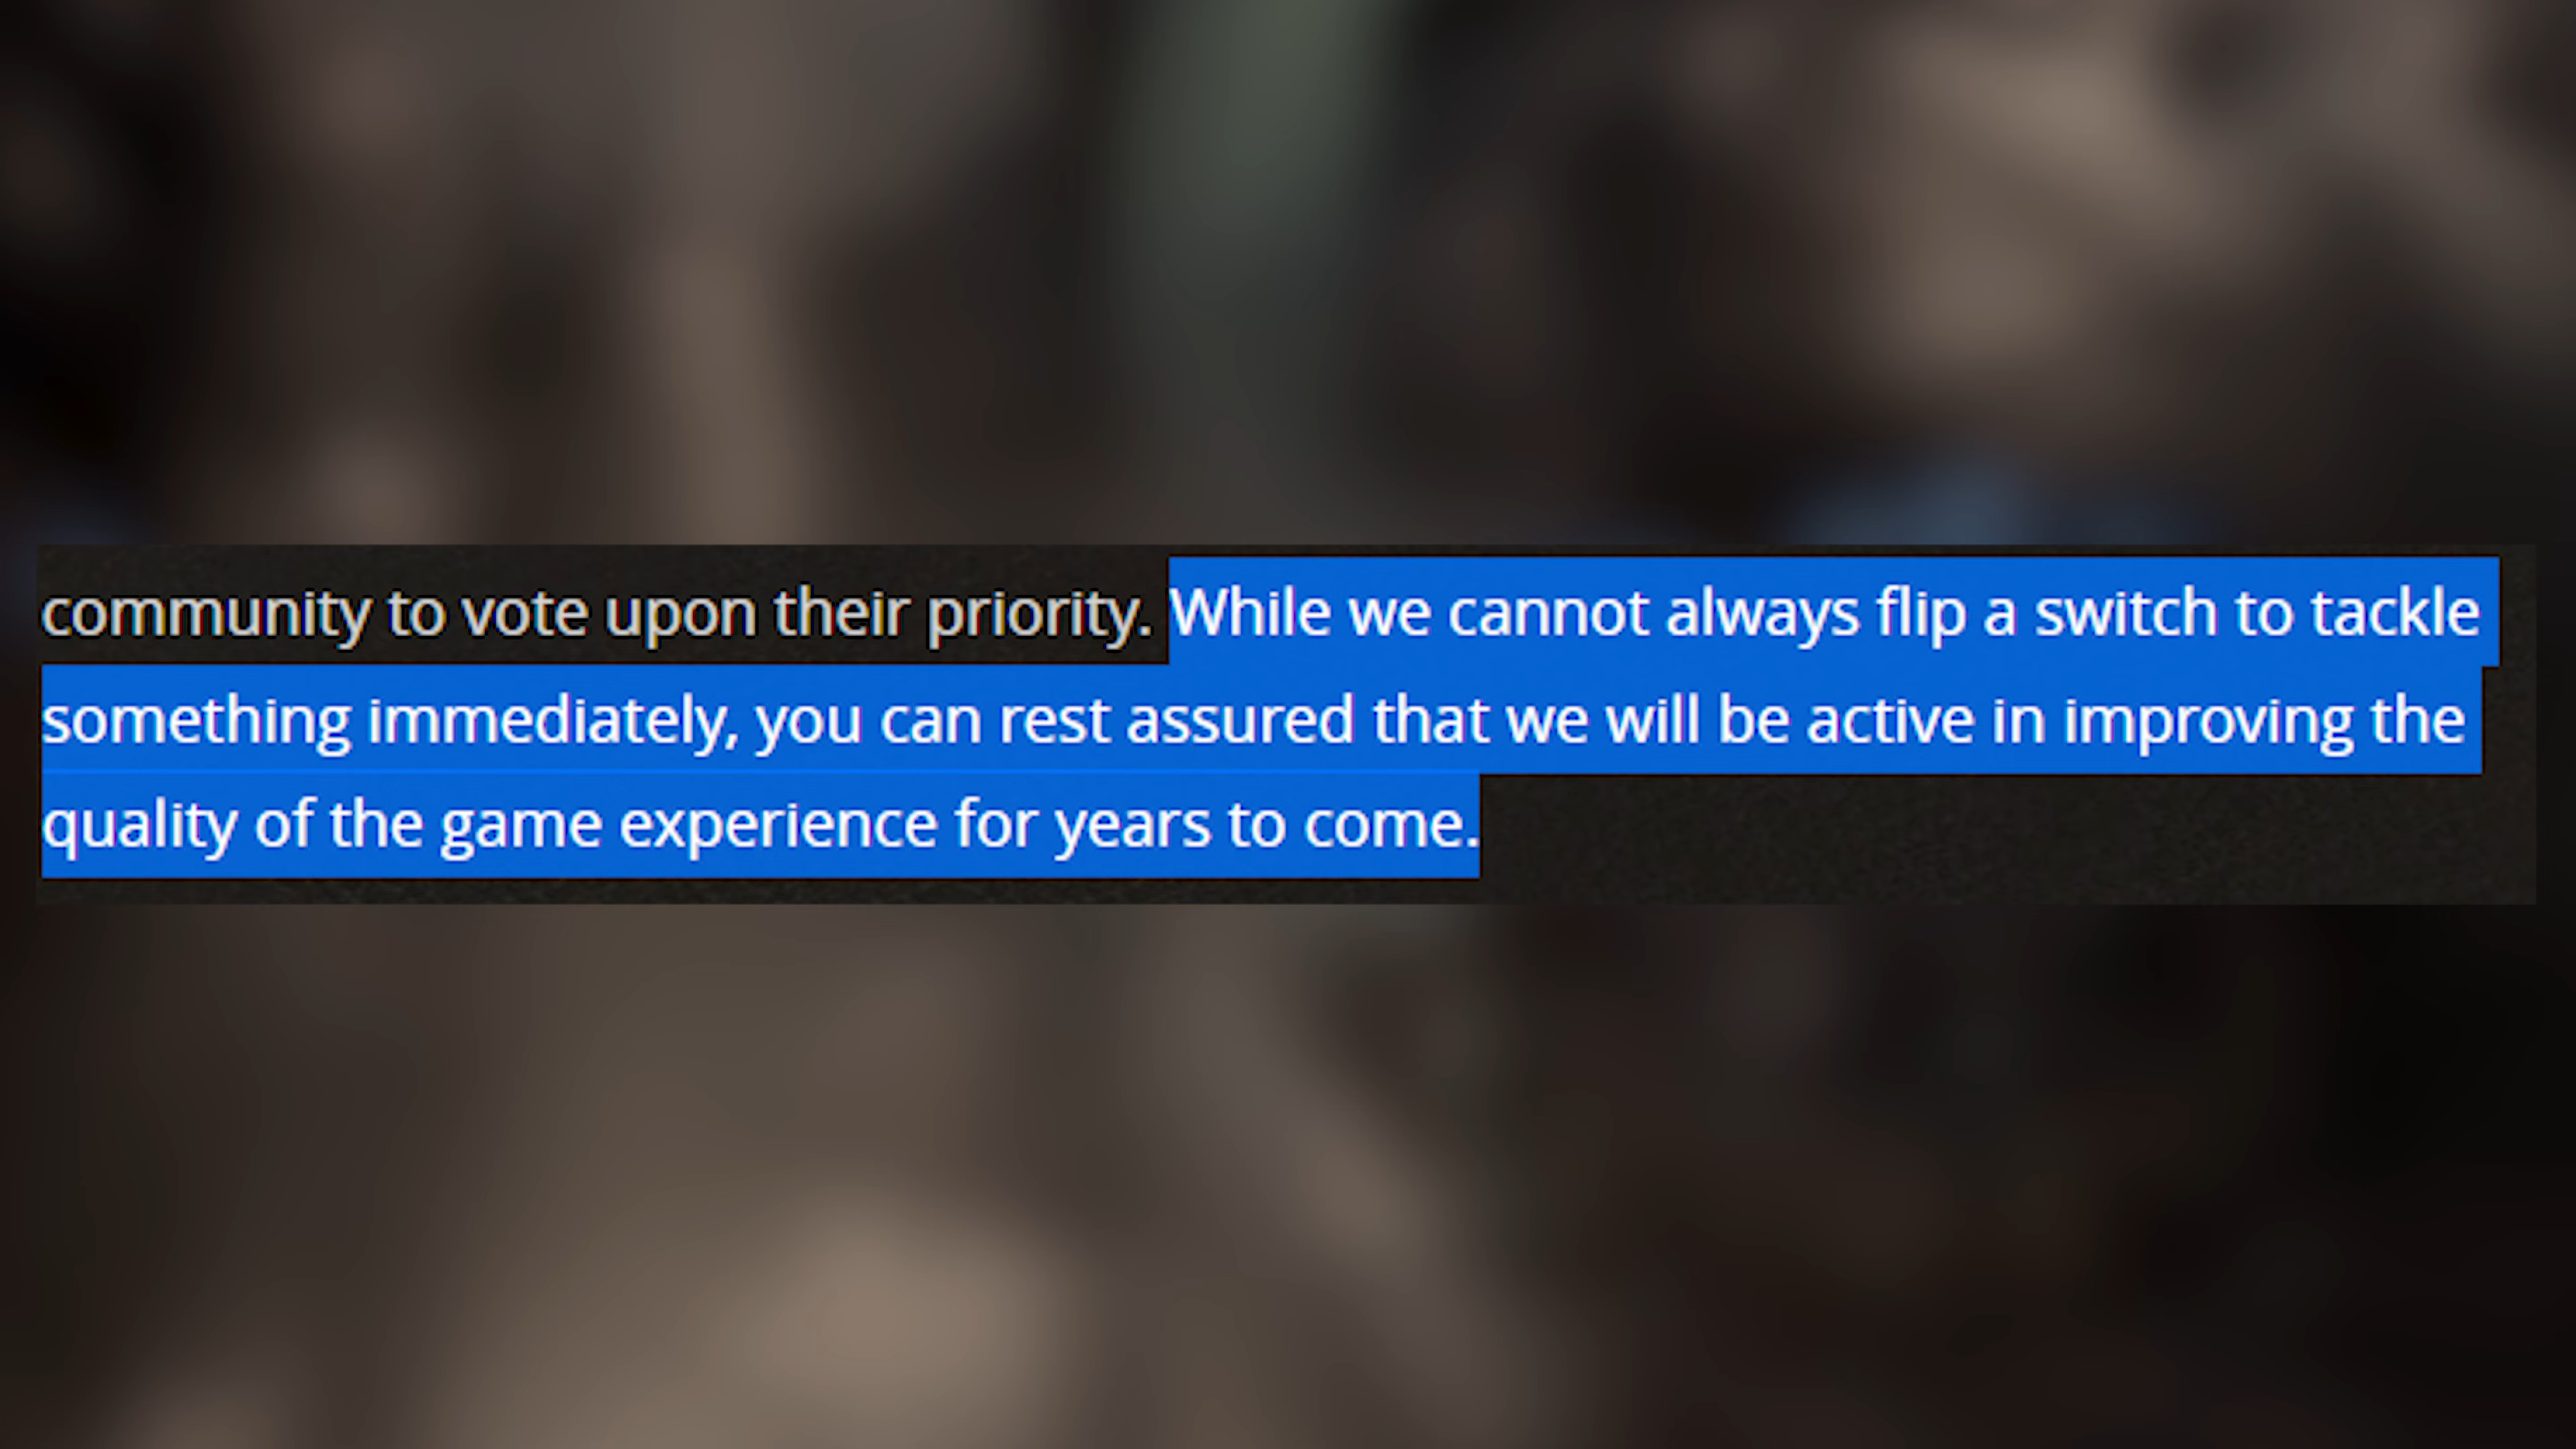 community to vote upon their priority. While we cannot always flip a switch to tackle
something immediately, you can rest assured that we will be active in improving the
quality of the game experience for years to come.